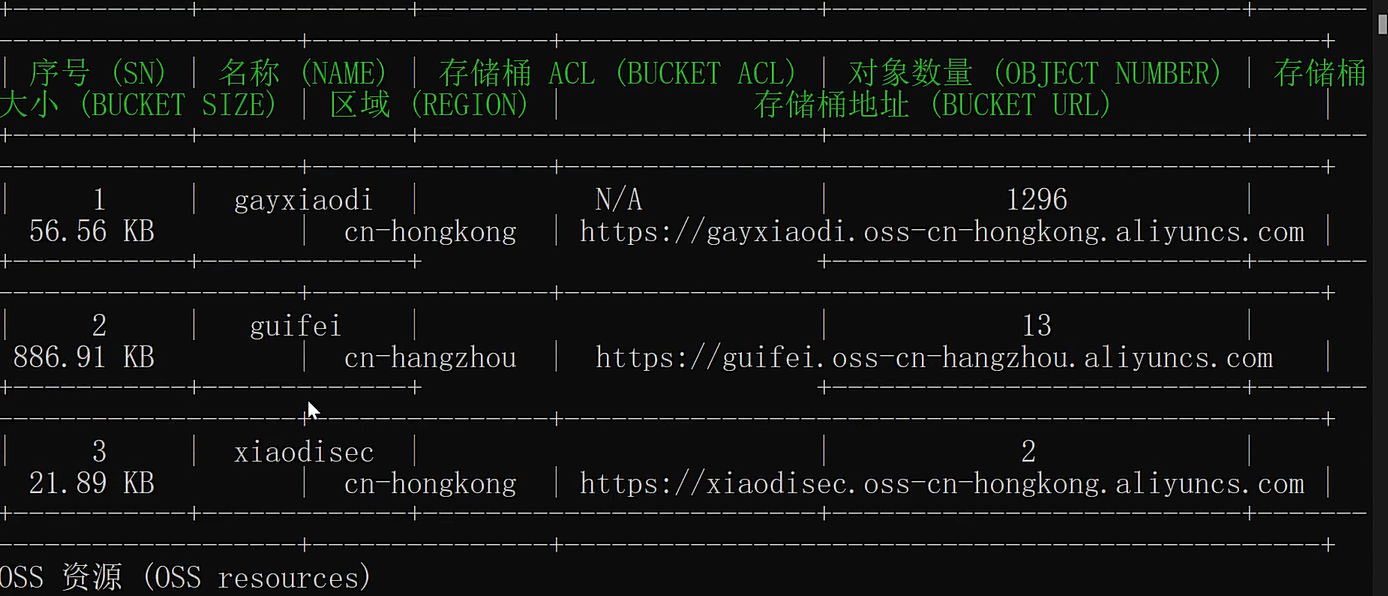 序号 (SN) | 名称 (NAME) | 存储桶 ACL (BUCKET ACL) | 对象数量 (OBJECT NUMBER) | 存储桶
大小 (BUCKET SIZE) | 区域 (REGION) | 存储桶地址 (BUCKET URL) |
| 1 | gayxiaodi | N/A | 1296 |
56.56 KB | cn-hongkong | https://gayxiaodi.oss-cn-hongkong.aliyuncs.com |
| 2 | guifei | | 13 |
886.91 KB | cn-hangzhou | https://guifei.oss-cn-hangzhou.aliyuncs.com |
| 3 | xiaodisec | | 2 |
21.89 KB | cn-hongkong | https://xiaodisec.oss-cn-hongkong.aliyuncs.com |
OSS 资源 (OSS resources)